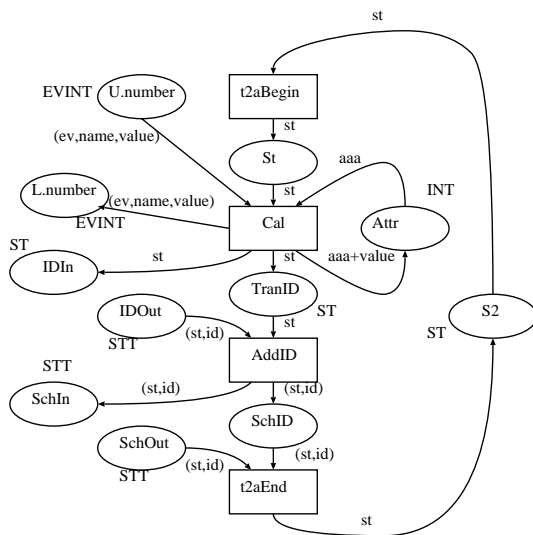 st
EVINT
U.number
t2aBegin
(ev,name,value)
st
St
st
aaa
L.number
(ev,name,value)
EVINT
INT
Cal
Attr
ST
IDIn
st
st
aaa+value
TranID
ST
IDOut
(st,id)
STT
st
S2
ST
AddID
STT
SchIn
(st,id)
(st,id)
SchID
SchOut
(st,id)
STT
(st,id)
t2aEnd
st